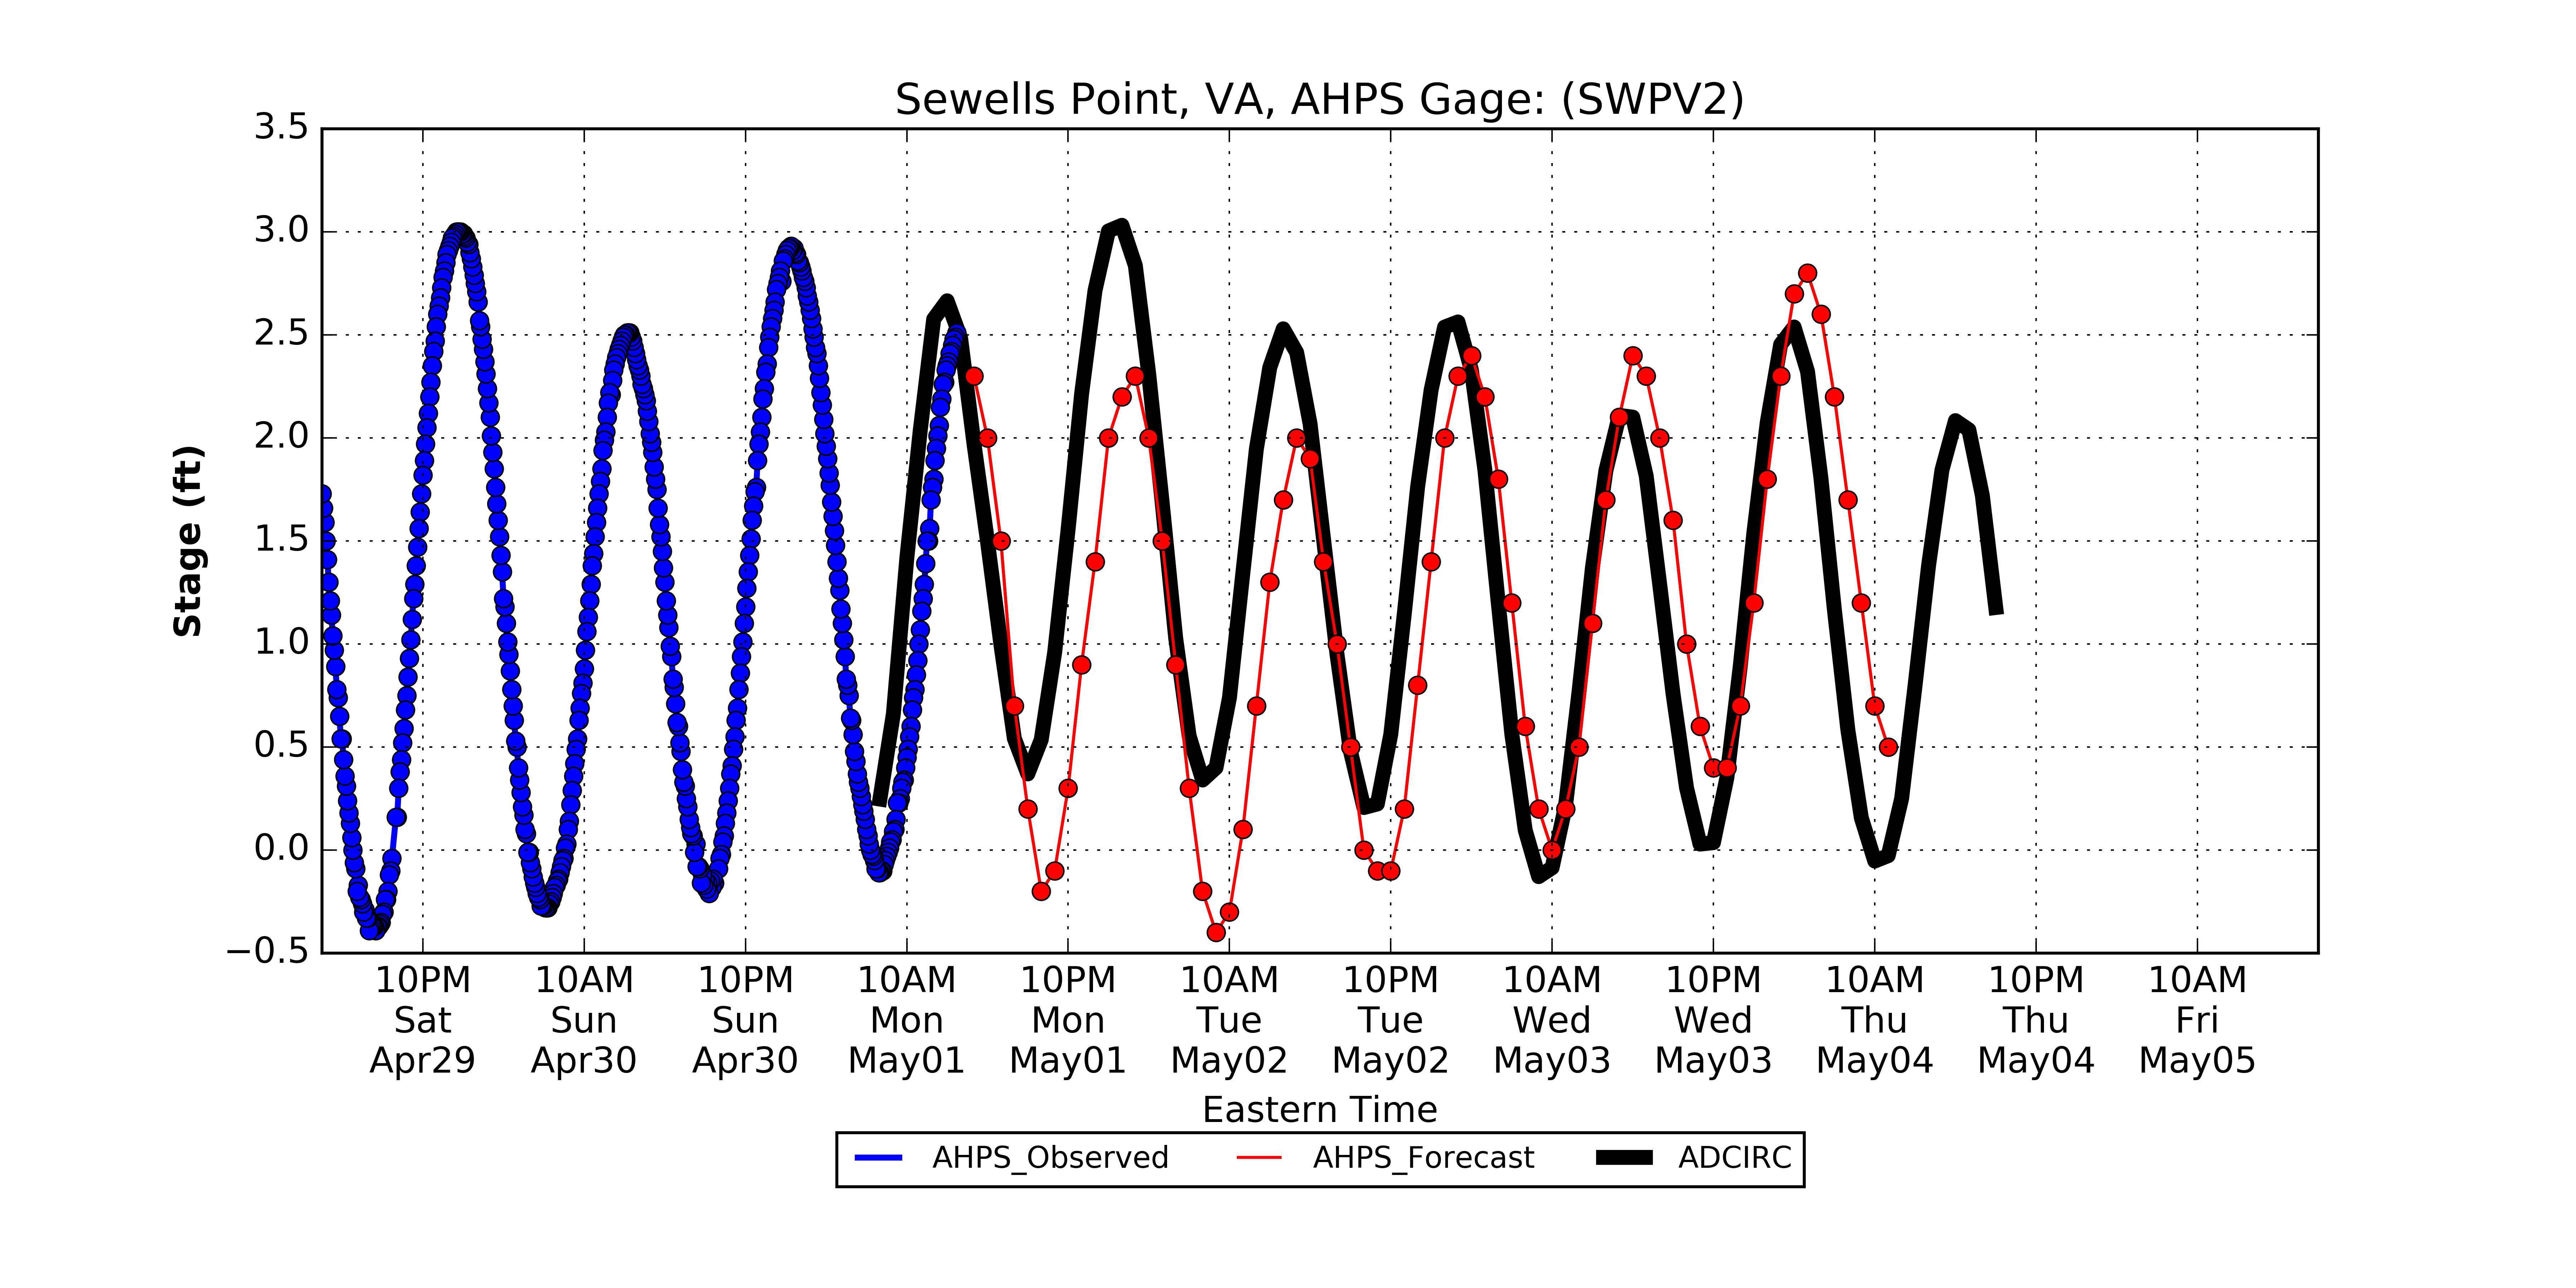 Sewells Point, VA, AHPS Gage: (SWPV2)
3.5
3.0
2.5
2.0
1.5
1.0
0.5
0.0
−0.5
Stage (ft)
10PM 10AM 10PM 10AM 10PM 10AM 10PM 10AM 10PM 10AM 10PM 10AM
Sat Sun Sun Mon Mon Tue Tue Wed Wed Thu Thu Fri
Apr29 Apr30 Apr30 May01 May01 May02 May02 May03 May03 May04 May04 May05
Eastern Time
AHPS_Observed AHPS_Forecast ADCIRC